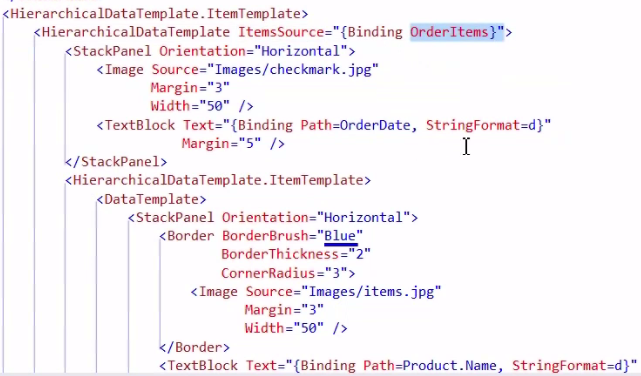 <HierarchicalDataTemplate.ItemTemplate>
<HierarchicalDataTemplate ItemsSource="{Binding OrderItems}">
<StackPanel Orientation="Horizontal">
<Image Source="Images/checkmark.jpg"
Margin="3"
Width="50" />
<TextBlock Text="{Binding Path=OrderDate, StringFormat=d}"
Margin="5" />
</StackPanel>
<HierarchicalDataTemplate.ItemTemplate>
<DataTemplate>
<StackPanel Orientation="Horizontal">
<Border BorderBrush="Blue"
BorderThickness="2"
CornerRadius="3">
<Image Source="Images/items.jpg"
Margin="3"
Width="50" />
</Border>
<TextBlock Text="{Binding Path=Product.Name, StringFormat=d}"